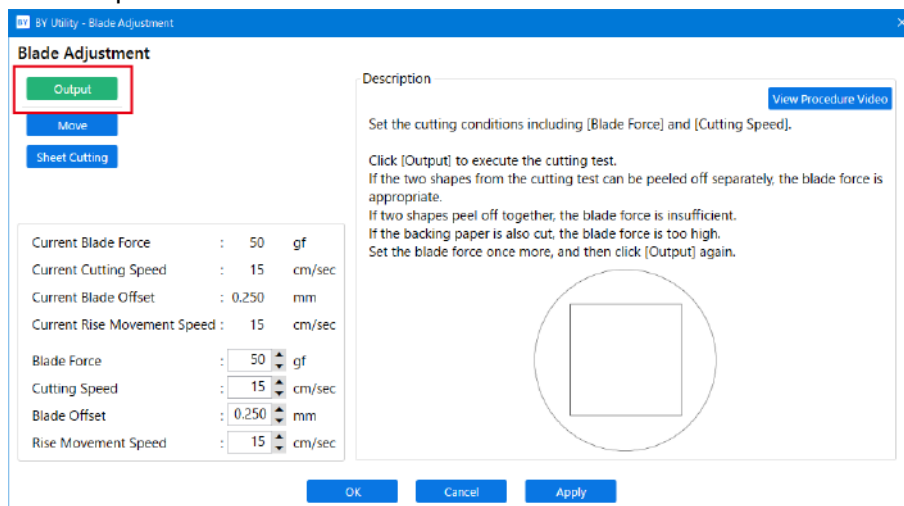 BY BY Utility - Blade Adjustment
Blade Adjustment
Output
Move
Sheet Cutting
Current Blade Force : 50 gf
Current Cutting Speed : 15 cm/sec
Current Blade Offset : 0.250 mm
Current Rise Movement Speed : 15 cm/sec
Blade Force : 50 gf
Cutting Speed : 15 cm/sec
Blade Offset : 0.250 mm
Rise Movement Speed : 15 cm/sec
Description
View Procedure Video
Set the cutting conditions including [Blade Force] and [Cutting Speed].
Click [Output] to execute the cutting test.
If the two shapes from the cutting test can be peeled off separately, the blade force is
appropriate.
If two shapes peel off together, the blade force is insufficient.
If the backing paper is also cut, the blade force is too high.
Set the blade force once more, and then click [Output] again.
OK Cancel Apply